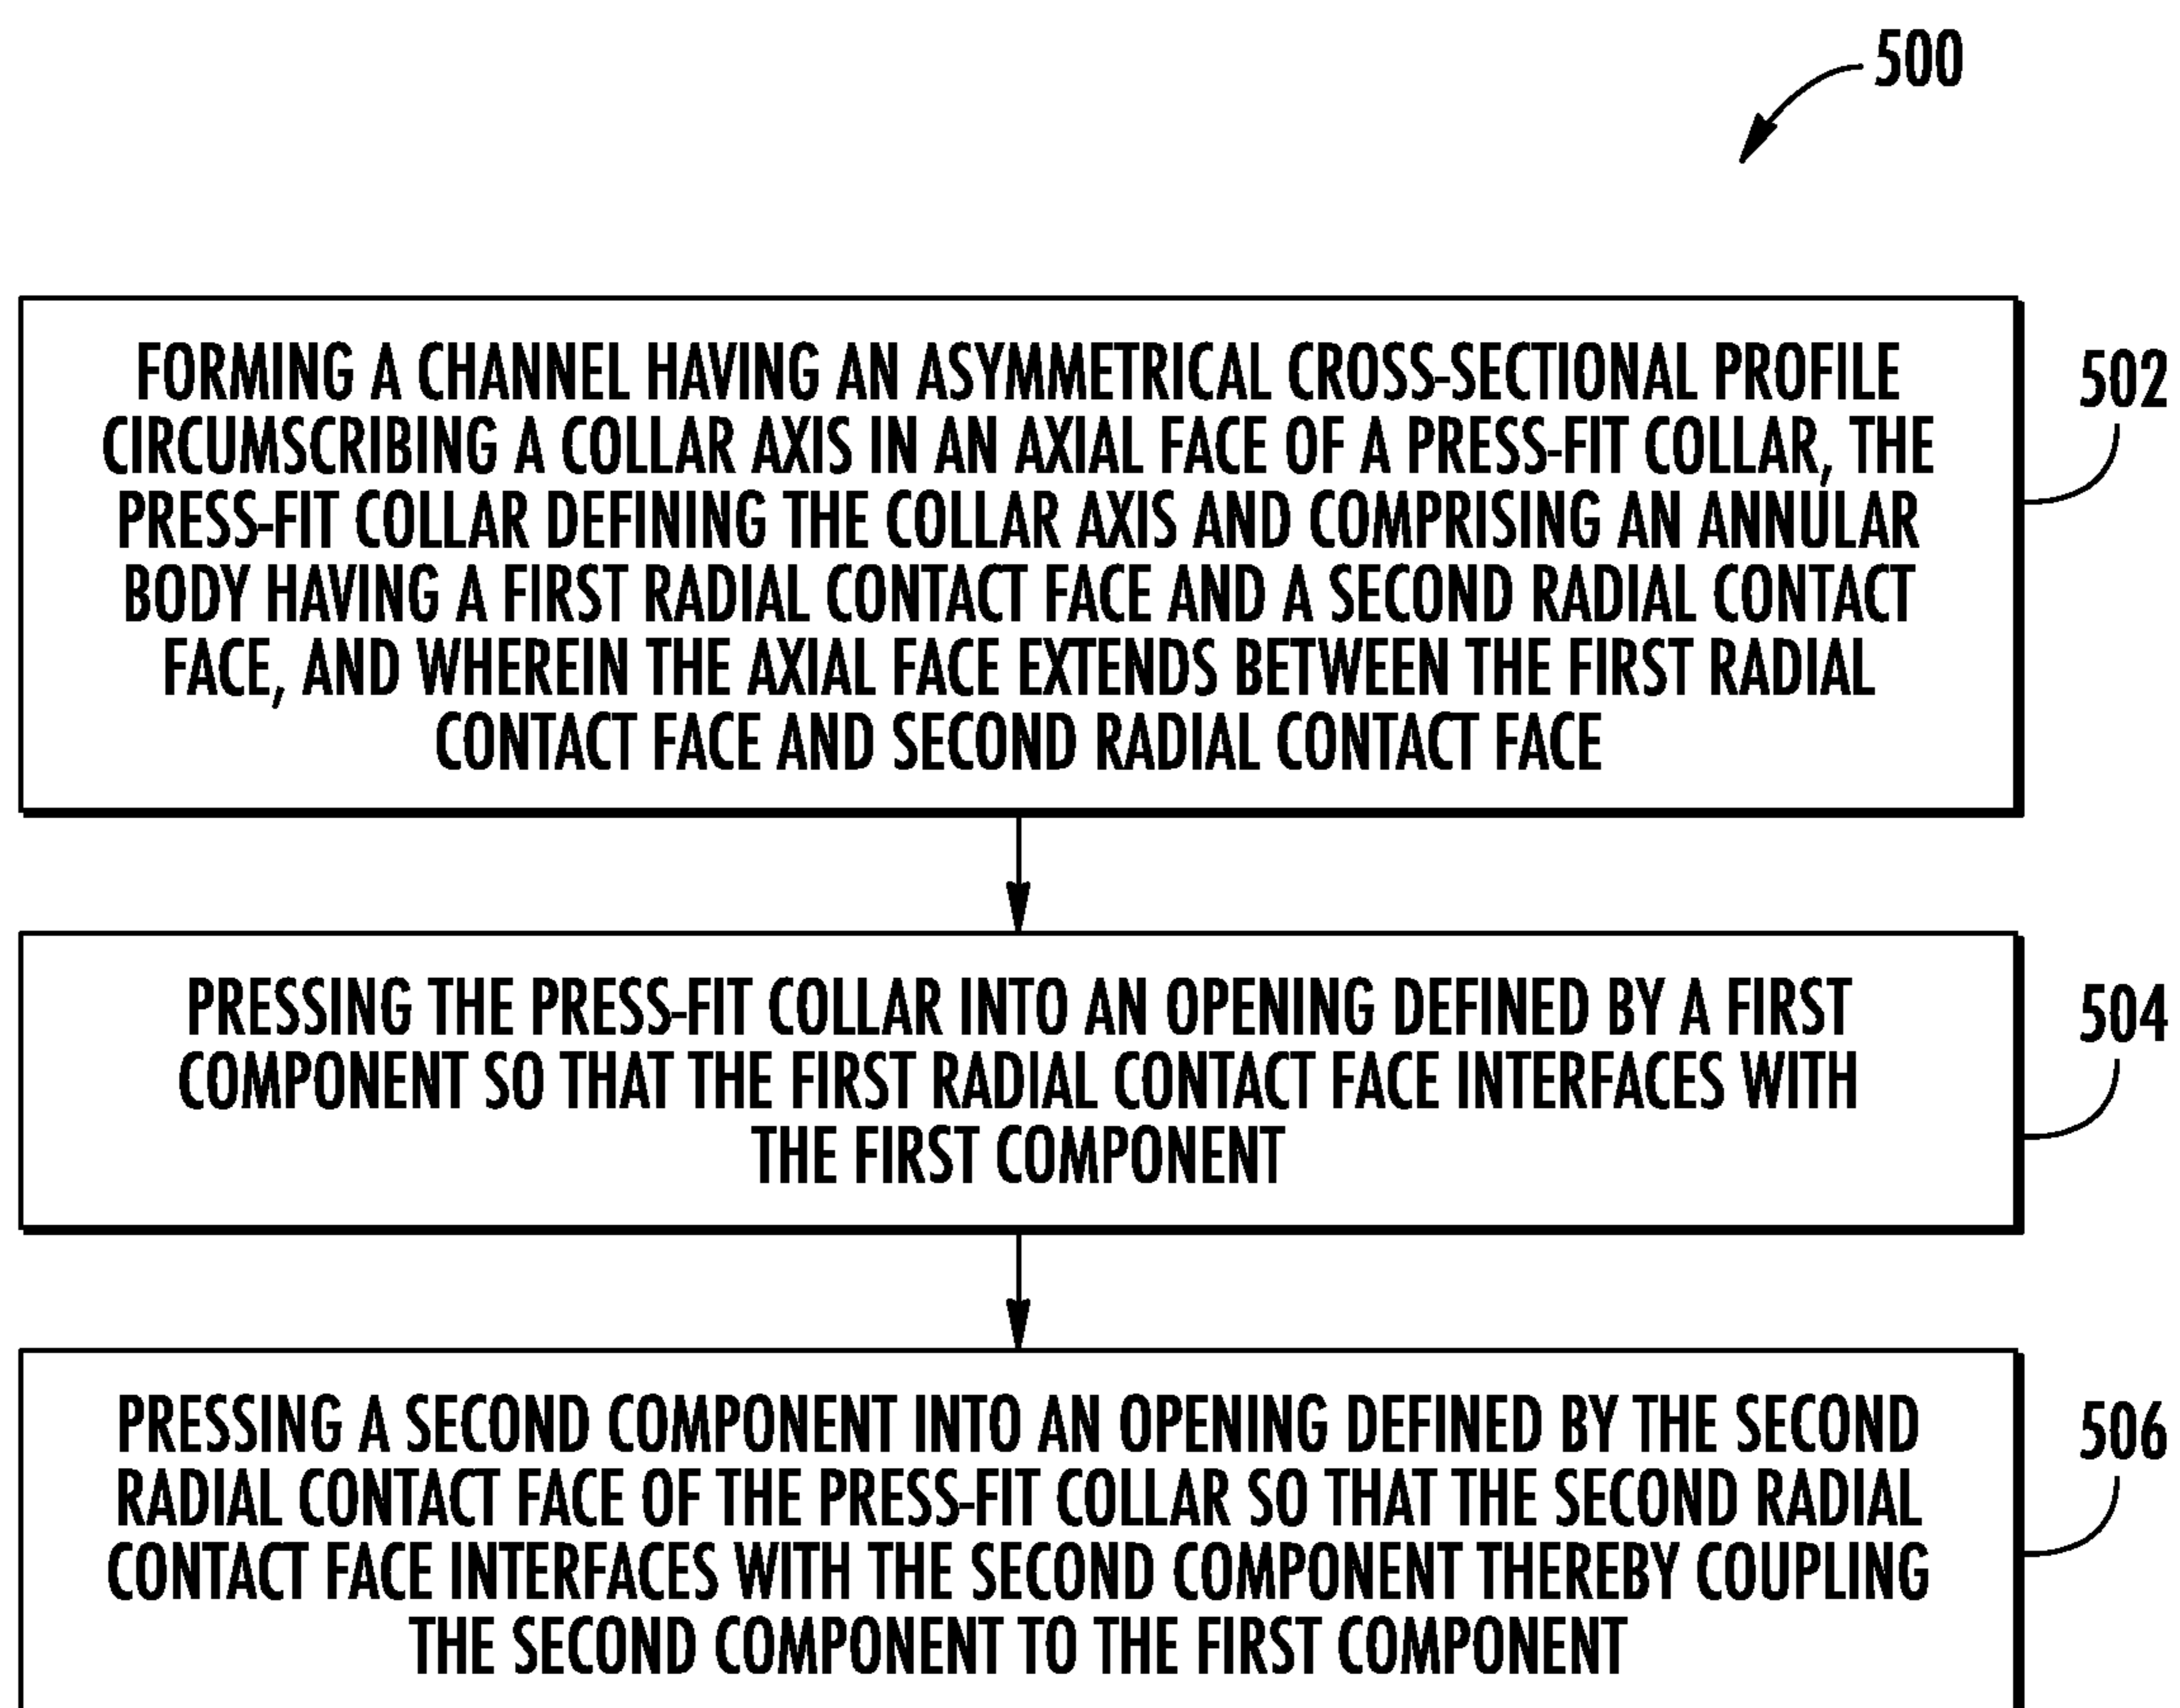 500
FORMING A CHANNEL HAVING AN ASYMMETRICAL CROSS-SECTIONAL PROFILE
CIRCUMSCRIBING A COLLAR AXIS IN AN AXIAL FACE OF A PRESS-FIT COLLAR, THE
PRESS-FIT COLLAR DEFINING THE COLLAR AXIS AND COMPRISING AN ANNULAR
BODY HAVING A FIRST RADIAL CONTACT FACE AND A SECOND RADIAL CONTACT
FACE, AND WHEREIN THE AXIAL FACE EXTENDS BETWEEN THE FIRST RADIAL
CONTACT FACE AND SECOND RADIAL CONTACT FACE
502
PRESSING THE PRESS-FIT COLLAR INTO AN OPENING DEFINED BY A FIRST
COMPONENT SO THAT THE FIRST RADIAL CONTACT FACE INTERFACES WITH
THE FIRST COMPONENT
504
PRESSING A SECOND COMPONENT INTO AN OPENING DEFINED BY THE SECOND
RADIAL CONTACT FACE OF THE PRESS-FIT COLLAR SO THAT THE SECOND RADIAL
CONTACT FACE INTERFACES WITH THE SECOND COMPONENT THEREBY COUPLING
THE SECOND COMPONENT TO THE FIRST COMPONENT
506